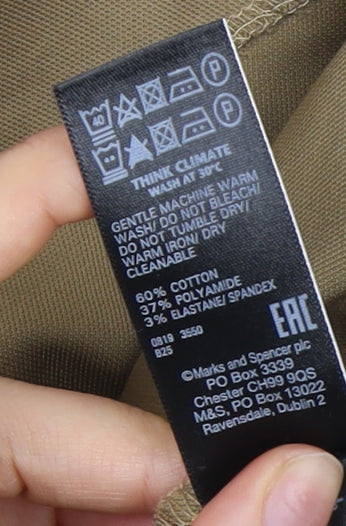 40 P
P
THINK CLIMATE
WASH AT 30°C
GENTLE MACHINE WARM
WASH/ DO NOT BLEACH/
DO NOT TUMBLE DRY/
WARM IRON/ DRY
CLEANABLE
60% COTTON
37% POLYAMIDE
3% ELASTANE/ SPANDEX
0819 3550
B25
EAC
©Marks and Spencer plc
PO Box 3339
Chester CH99 9QS
M&S, PO Box 13022
Ravensdale, Dublin 2